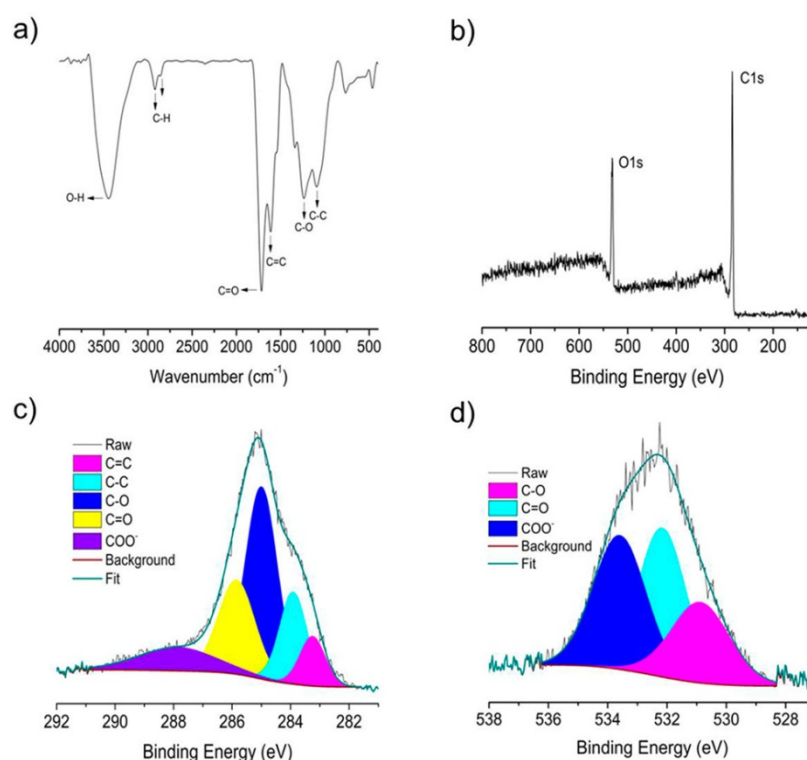 a)
C-H
O-H
C-O
C-C
C=C
C=O
4000 3500 3000 2500 2000 1500 1000 500
Wavenumber (cm⁻¹)
b)
C1s
O1s
800 700 600 500 400 300 200
Binding Energy (eV)
c)
Raw
C=C
C-C
C-O
C=O
COO⁻
Background
Fit
292 290 288 286 284 282
Binding Energy (eV)
d)
Raw
C-O
C=O
COO⁻
Background
Fit
538 536 534 532 530 528
Binding Energy (eV)